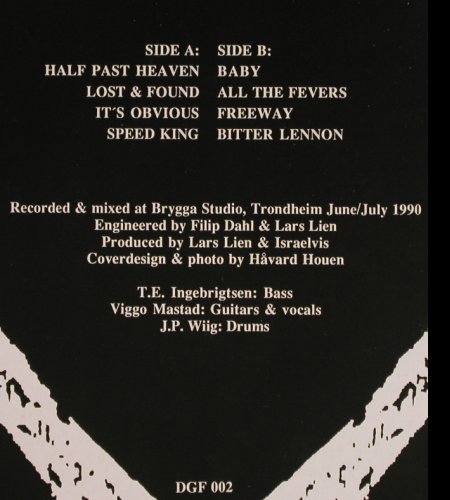 SIDE A: SIDE B:
HALF PAST HEAVEN BABY
LOST & FOUND ALL THE FEVERS
IT´S OBVIOUS FREEWAY
SPEED KING BITTER LENNON
Recorded & mixed at Brygga Studio, Trondheim June/July 1990
Engineered by Filip Dahl & Lars Lien
Produced by Lars Lien & Israelvis
Coverdesign & photo by Håvard Houen
T.E. Ingebrigtsen: Bass
Viggo Mastad: Guitars & vocals
J.P. Wiig: Drums
DGF 002